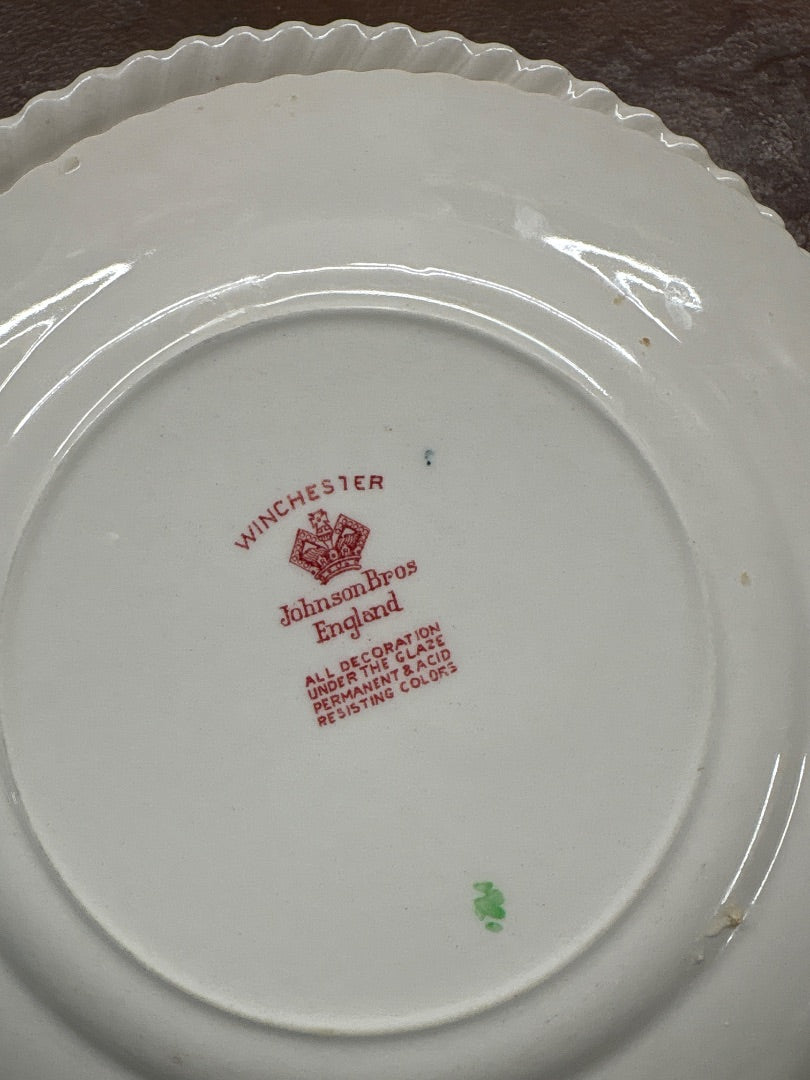 WINCHESTER
Johnson Bros
England
ALL DECORATION
UNDER THE GLAZE
PERMANENT & ACID
RESISTING COLORS